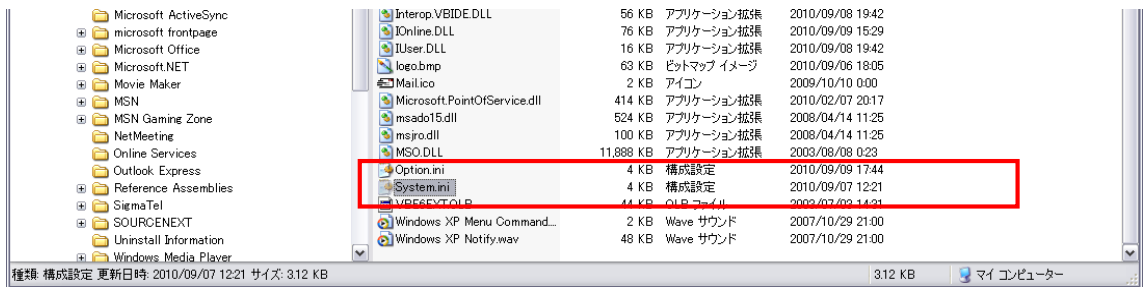 Microsoft ActiveSync
microsoft frontpage
Microsoft Office
Microsoft.NET
Movie Maker
MSN
MSN Gaming Zone
NetMeeting
Online Services
Outlook Express
Reference Assemblies
SigmaTel
SOURCENEXT
Uninstall Information
Windows Media Player
Interop.VBIDE.DLL 56 KB アプリケーション拡張 2010/09/08 19:42
IOnline.DLL 76 KB アプリケーション拡張 2010/09/09 15:29
IUser.DLL 16 KB アプリケーション拡張 2010/09/08 19:42
logo.bmp 63 KB ビットマップ イメージ 2010/09/06 18:05
Mail.ico 2 KB アイコン 2009/10/10 0:00
Microsoft.PointOfService.dll 414 KB アプリケーション拡張 2010/02/07 20:17
msado15.dll 524 KB アプリケーション拡張 2008/04/14 11:25
msjro.dll 100 KB アプリケーション拡張 2008/04/14 11:25
MSO.DLL 11,888 KB アプリケーション拡張 2003/08/08 0:23
Option.ini 4 KB 構成設定 2010/09/09 17:44
System.ini 4 KB 構成設定 2010/09/07 12:21
VBE6EXT.OLB 44 KB OLB ファイル 2003/07/03 14:31
Windows XP Menu Command... 2 KB Wave サウンド 2007/10/29 21:00
Windows XP Notify.wav 48 KB Wave サウンド 2007/10/29 21:00
種類: 構成設定 更新日時: 2010/09/07 12:21 サイズ: 3.12 KB 3.12 KB マイ コンピューター